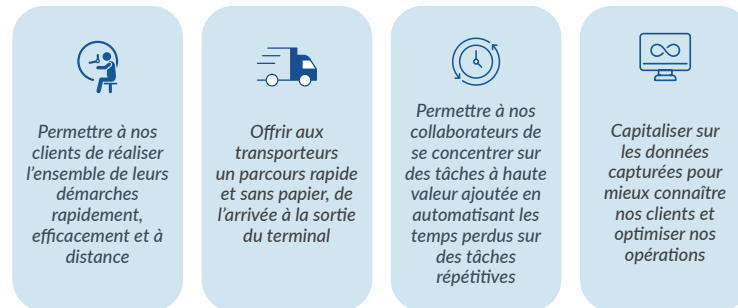 Permettre à nos
clients de réaliser
l'ensemble de leurs
démarches
rapidement,
efficacement et à
distance
Offrir aux
transporteurs
un parcours rapide
et sans papier, de
l'arrivée à la sortie
du terminal
Permettre à nos
collaborateurs de
se concentrer sur
des tâches à haute
valeur ajoutée en
automatisant les
temps perdus sur
des tâches
répétitives
Capitaliser sur
les données
capturées pour
mieux connaître
nos clients et
optimiser nos
opérations